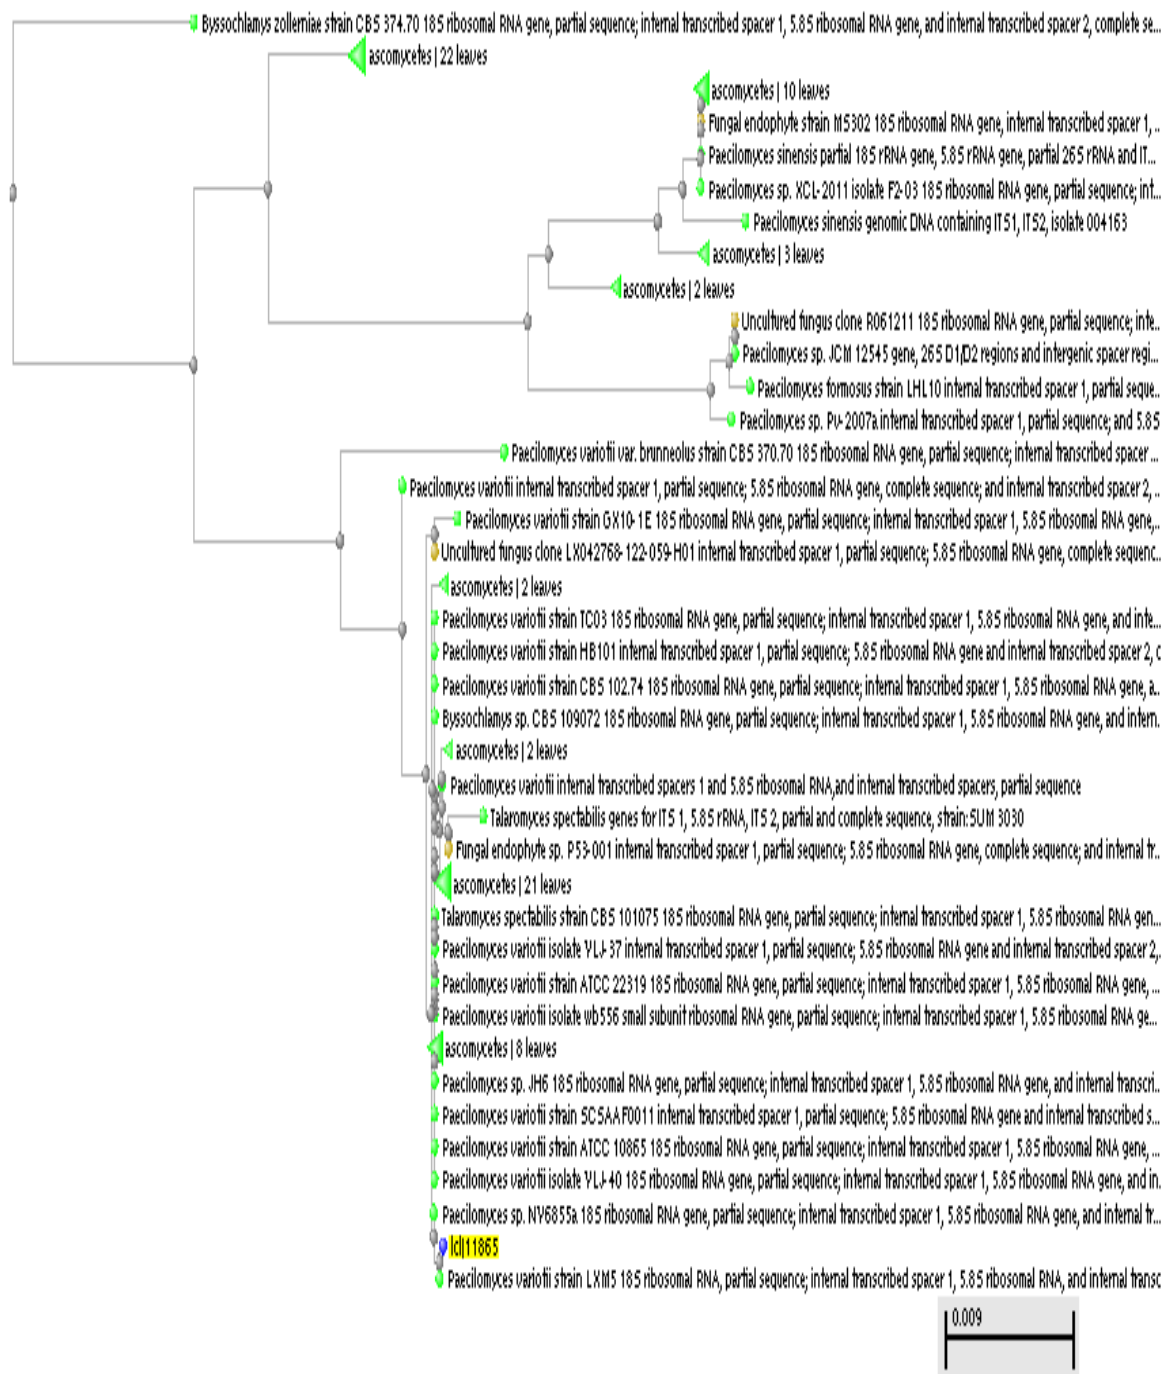 Byssochlamys zollerniae strain CBS 374.70 18S ribosomal RNA gene, partial sequence; internal transcribed spacer 1, 5.8S ribosomal RNA gene, and internal transcribed spacer 2, complete se...
ascomycetes | 22 leaves
ascomycetes | 10 leaves
Fungal endophyte strain M5302 18S ribosomal RNA gene, internal transcribed spacer 1, ..
Paecilomyces sinensis partial 18S rRNA gene, 5.8S rRNA gene, partial 26S rRNA and IT...
Paecilomyces sp. XCL-2011 isolate F2-03 18S ribosomal RNA gene, partial sequence; int...
Paecilomyces sinensis genomic DNA containing ITS1, ITS2, isolate 004163
ascomycetes | 3 leaves
ascomycetes | 2 leaves
Uncultured fungus clone R061211 18S ribosomal RNA gene, partial sequence; inte..
Paecilomyces sp. JCM 12545 gene, 26S D1/D2 regions and intergenic spacer regi...
Paecilomyces formosus strain LHL10 internal transcribed spacer 1, partial seque..
Paecilomyces sp. PV-2007a internal transcribed spacer 1, partial sequence; and 5.8S
Paecilomyces variotii var. brunneolus strain CBS 370.70 18S ribosomal RNA gene, partial sequence; internal transcribed spacer ...
Paecilomyces variotii internal transcribed spacer 1, partial sequence; 5.8S ribosomal RNA gene, complete sequence; and internal transcribed spacer 2, ..
Paecilomyces variotii strain GX10-1E 18S ribosomal RNA gene, partial sequence; internal transcribed spacer 1, 5.8S ribosomal RNA gene,..
Uncultured fungus clone LX042768-122-059-H01 internal transcribed spacer 1, partial sequence; 5.8S ribosomal RNA gene, complete sequenc...
ascomycetes | 2 leaves
Paecilomyces variotii strain TC03 18S ribosomal RNA gene, partial sequence; internal transcribed spacer 1, 5.8S ribosomal RNA gene, and inte...
Paecilomyces variotii strain HB101 internal transcribed spacer 1, partial sequence; 5.8S ribosomal RNA gene and internal transcribed spacer 2, c
Paecilomyces variotii strain CBS 102.74 18S ribosomal RNA gene, partial sequence; internal transcribed spacer 1, 5.8S ribosomal RNA gene, a..
Byssochlamys sp. CBS 109072 18S ribosomal RNA gene, partial sequence; internal transcribed spacer 1, 5.8S ribosomal RNA gene, and intern.
ascomycetes | 2 leaves
Paecilomyces variotii internal transcribed spacers 1 and 5.8S ribosomal RNA,and internal transcribed spacers, partial sequence
Talaromyces spectabilis genes for ITS 1, 5.8S rRNA, ITS 2, partial and complete sequence, strain:SUM 3030
Fungal endophyte sp. P53-001 internal transcribed spacer 1, partial sequence; 5.8S ribosomal RNA gene, complete sequence; and internal tr..
ascomycetes | 21 leaves
Talaromyces spectabilis strain CBS 101075 18S ribosomal RNA gene, partial sequence; internal transcribed spacer 1, 5.8S ribosomal RNA gen...
Paecilomyces variotii isolate YLJ-37 internal transcribed spacer 1, partial sequence; 5.8S ribosomal RNA gene and internal transcribed spacer 2,.
Paecilomyces variotii strain ATCC 22319 18S ribosomal RNA gene, partial sequence; internal transcribed spacer 1, 5.8S ribosomal RNA gene, ...
Paecilomyces variotii isolate wb556 small subunit ribosomal RNA gene, partial sequence; internal transcribed spacer 1, 5.8S ribosomal RNA ge...
ascomycetes | 8 leaves
Paecilomyces sp. JH6 18S ribosomal RNA gene, partial sequence; internal transcribed spacer 1, 5.8S ribosomal RNA gene, and internal transcri..
Paecilomyces variotii strain SCSAAF0011 internal transcribed spacer 1, partial sequence; 5.8S ribosomal RNA gene and internal transcribed s...
Paecilomyces variotii strain ATCC 10865 18S ribosomal RNA gene, partial sequence; internal transcribed spacer 1, 5.8S ribosomal RNA gene, ...
Paecilomyces variotii isolate YLJ-40 18S ribosomal RNA gene, partial sequence; internal transcribed spacer 1, 5.8S ribosomal RNA gene, and in.
Paecilomyces sp. NV6855a 18S ribosomal RNA gene, partial sequence; internal transcribed spacer 1, 5.8S ribosomal RNA gene, and internal tr...
lcl|11865
Paecilomyces variotii strain LXM5 18S ribosomal RNA, partial sequence; internal transcribed spacer 1, 5.8S ribosomal RNA, and internal transc
0.009